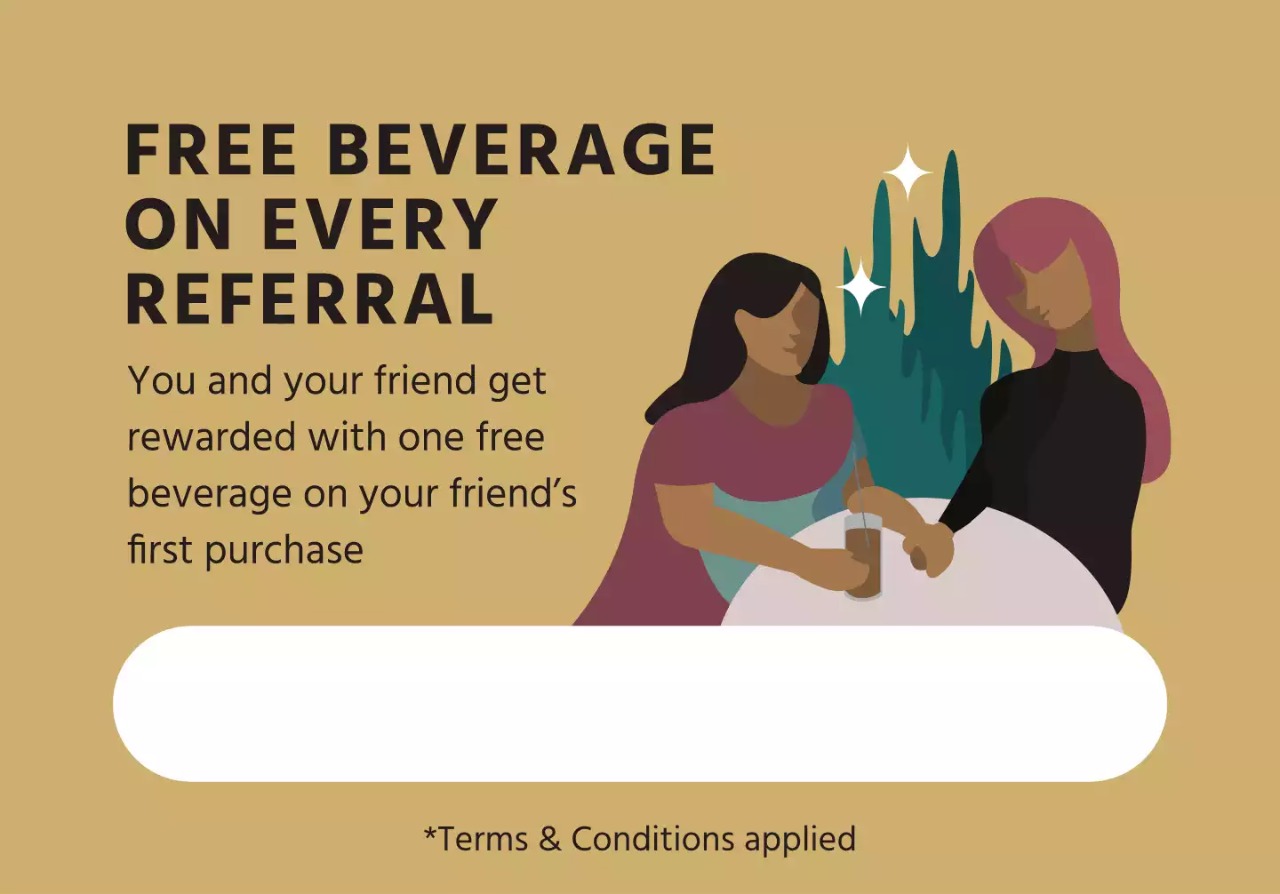 FREE BEVERAGE
ON EVERY
REFERRAL
You and your friend get
rewarded with one free
beverage on your friend’s
first purchase
*Terms & Conditions applied